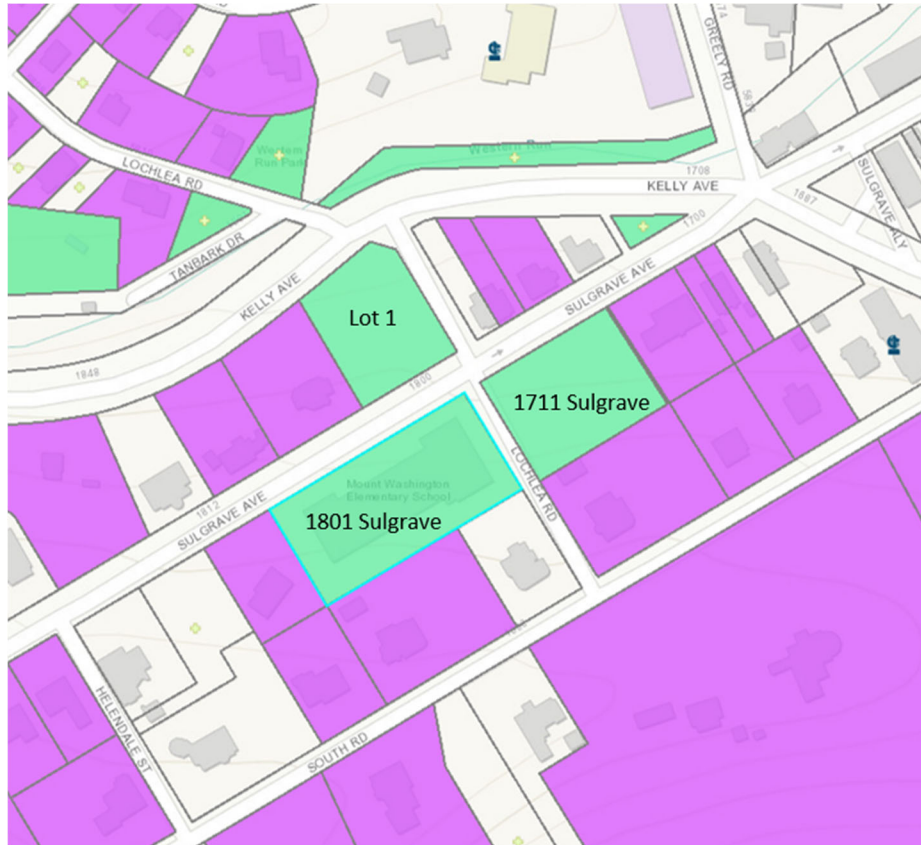 GREELY RD
5874
5830
LOCHLEA RD
Western
Run Park
Western Run
1708
KELLY AVE
1687
SULGRAVE ALY
TANBARK DR
1700
KELLY AVE
SULGRAVE AVE
Lot 1
1848
1800
1711 Sulgrave
LOCHLEA RD
Mount Washington
Elementary School
1801 Sulgrave
1812
SULGRAVE AVE
HELENDALE ST
SOUTH RD